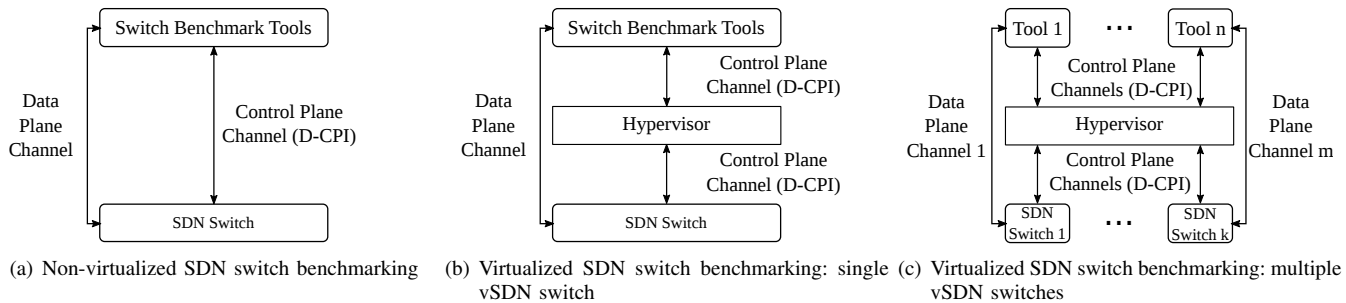 Switch Benchmark Tools
Data
Plane
Channel
Control Plane
Channel (D-CPI)
SDN Switch
(a) Non-virtualized SDN switch benchmarking
Switch Benchmark Tools
Control Plane
Channel (D-CPI)
Data
Plane
Channel
Hypervisor
Control Plane
Channel (D-CPI)
SDN Switch
(b) Virtualized SDN switch benchmarking: single
vSDN switch
Tool 1
...
Tool n
Control Plane
Channels (D-CPI)
Data
Plane
Channel 1
Hypervisor
Data
Plane
Channel m
Control Plane
Channels (D-CPI)
SDN
Switch 1
...
SDN
Switch k
(c) Virtualized SDN switch benchmarking: multiple
vSDN switches